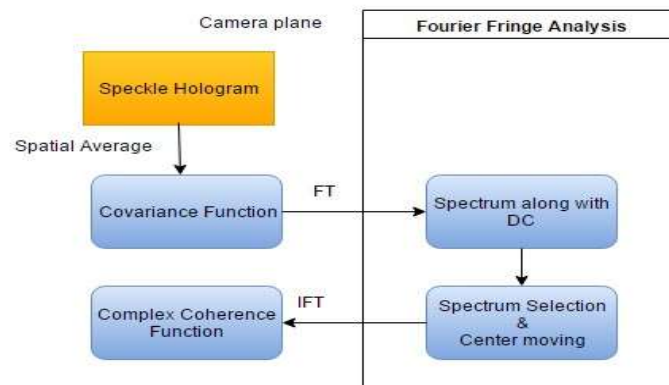 Camera plane
Fourier Fringe Analysis
Speckle Hologram
Spatial Average
Covariance Function
FT
Spectrum along with
DC
Complex Coherence
Function
IFT
Spectrum Selection
&
Center moving